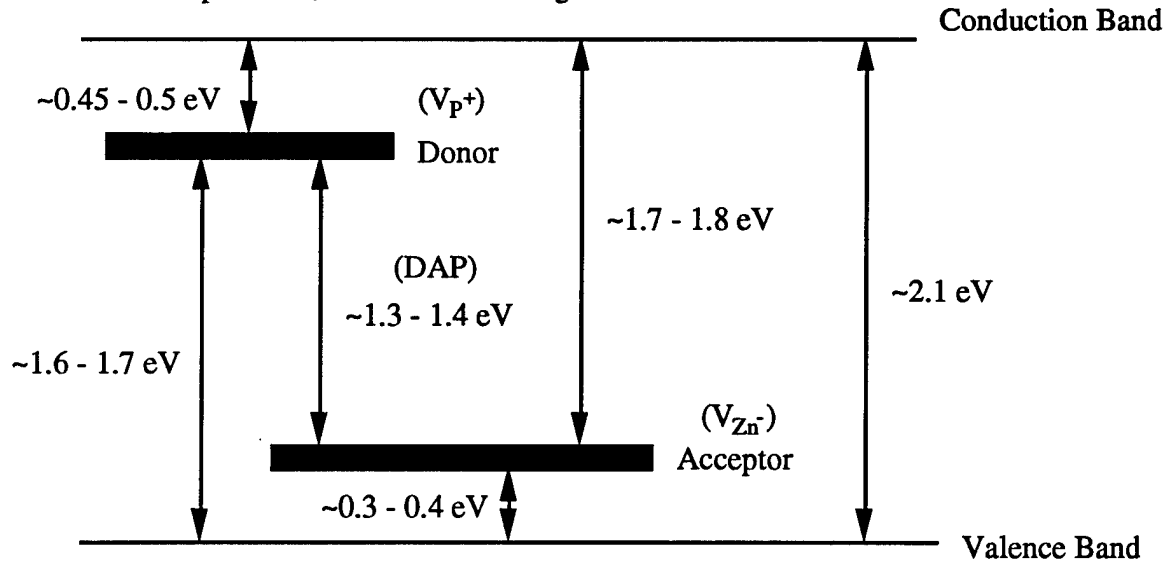 Conduction Band
~0.45 - 0.5 eV
(V_P+)
Donor
~1.7 - 1.8 eV
(DAP)
~1.3 - 1.4 eV
~2.1 eV
~1.6 - 1.7 eV
(V_Zn-)
Acceptor
~0.3 - 0.4 eV
Valence Band